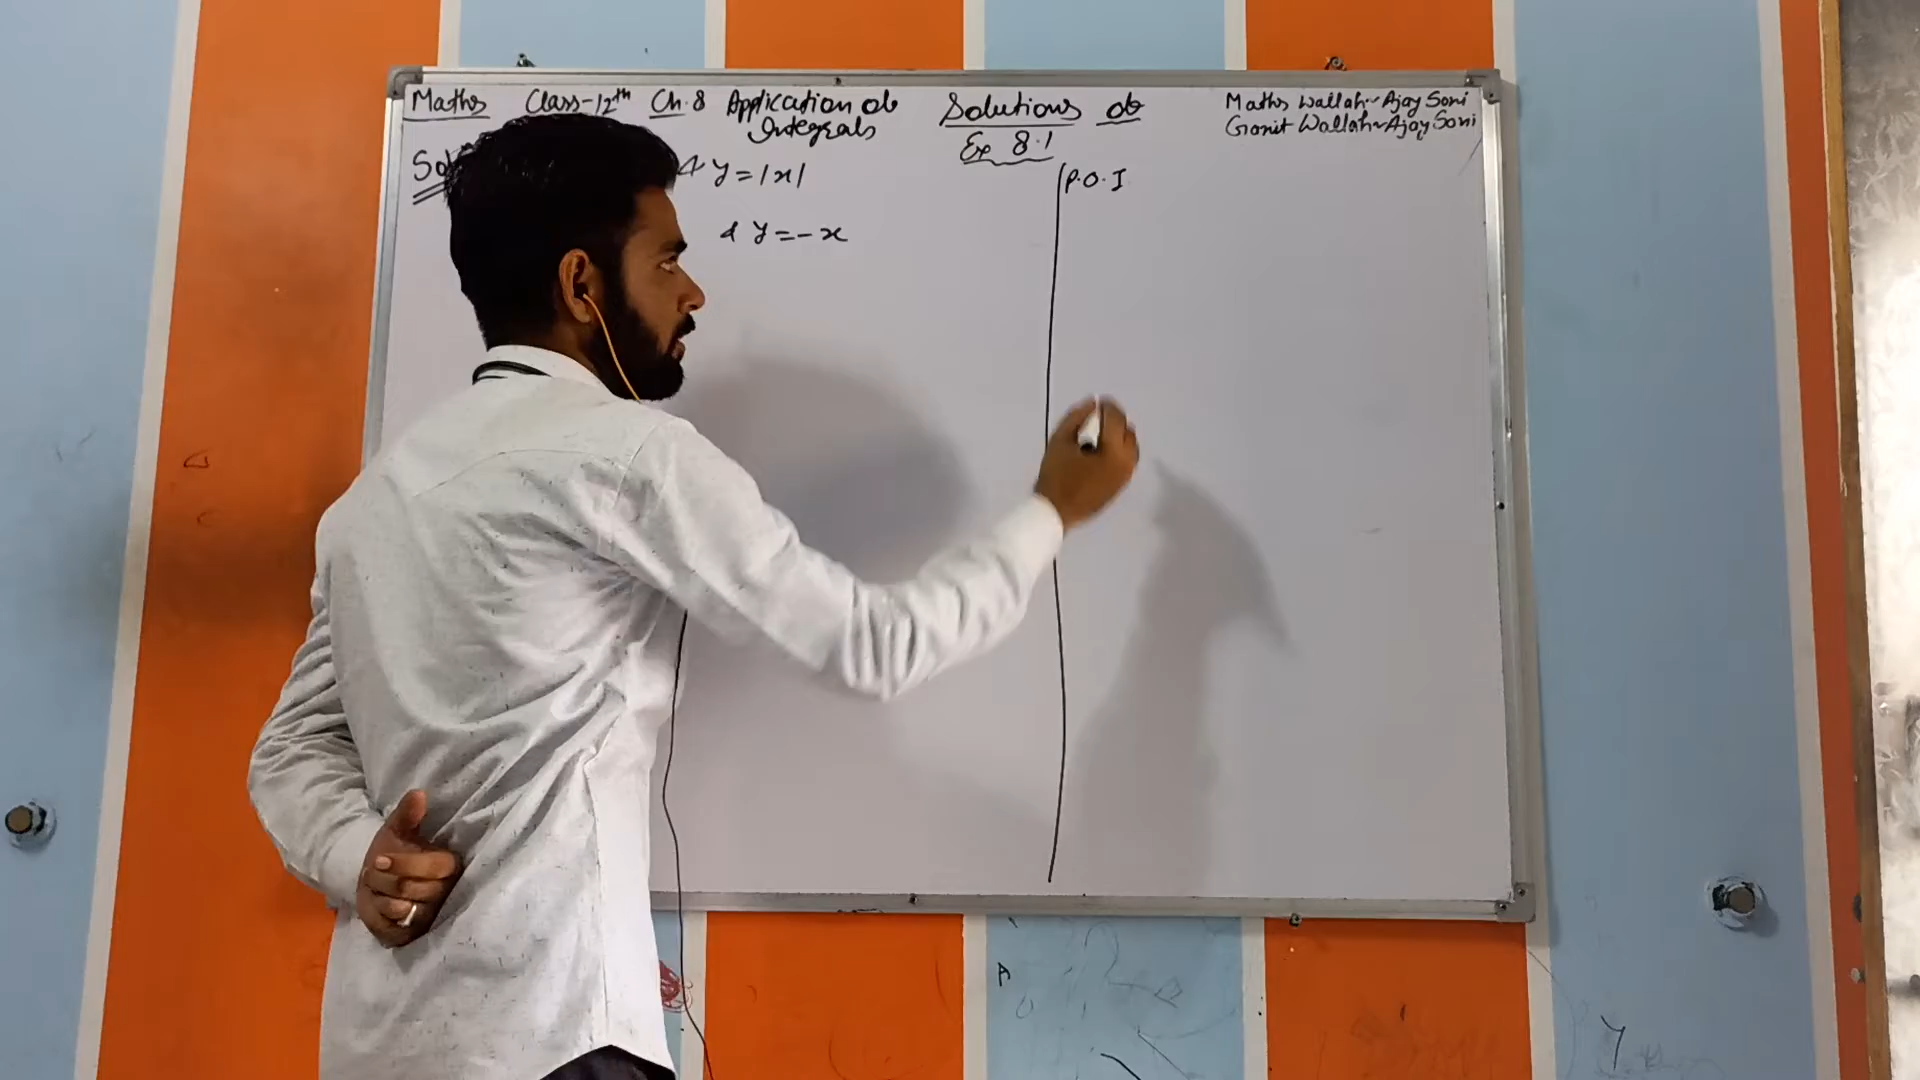 Maths Class-12th Ch.8 Application of Integrals
Solutions of
Ex 8.1
Maths Wallah~Ajay Soni
Ganit Wallah~Ajay Soni
& y=|x|
& y=-x
P.O.I